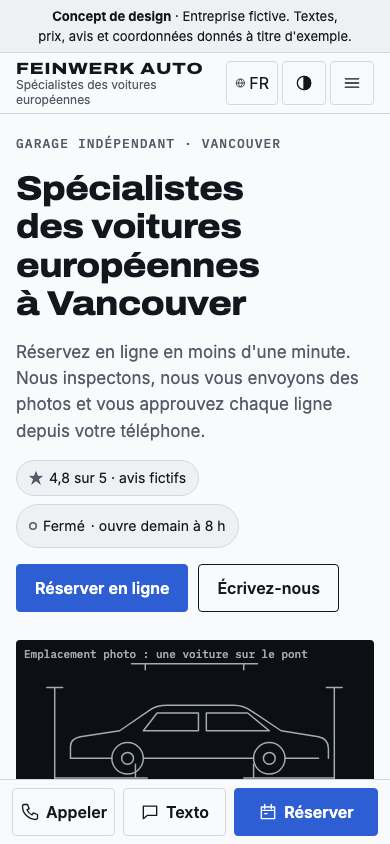 Concept de design · Entreprise fictive. Textes,
prix, avis et coordonnées donnés à titre d'exemple.
FEINWERK AUTO
Spécialistes des voitures
européennes
FR
GARAGE INDÉPENDANT · VANCOUVER
Spécialistes
des voitures
européennes
à Vancouver
Réservez en ligne en moins d'une minute.
Nous inspectons, nous vous envoyons des
photos et vous approuvez chaque ligne
depuis votre téléphone.
4,8 sur 5 · avis fictifs
Fermé · ouvre demain à 8 h
Réserver en ligne
Écrivez-nous
Emplacement photo : une voiture sur le pont
Appeler
Texto
Réserver